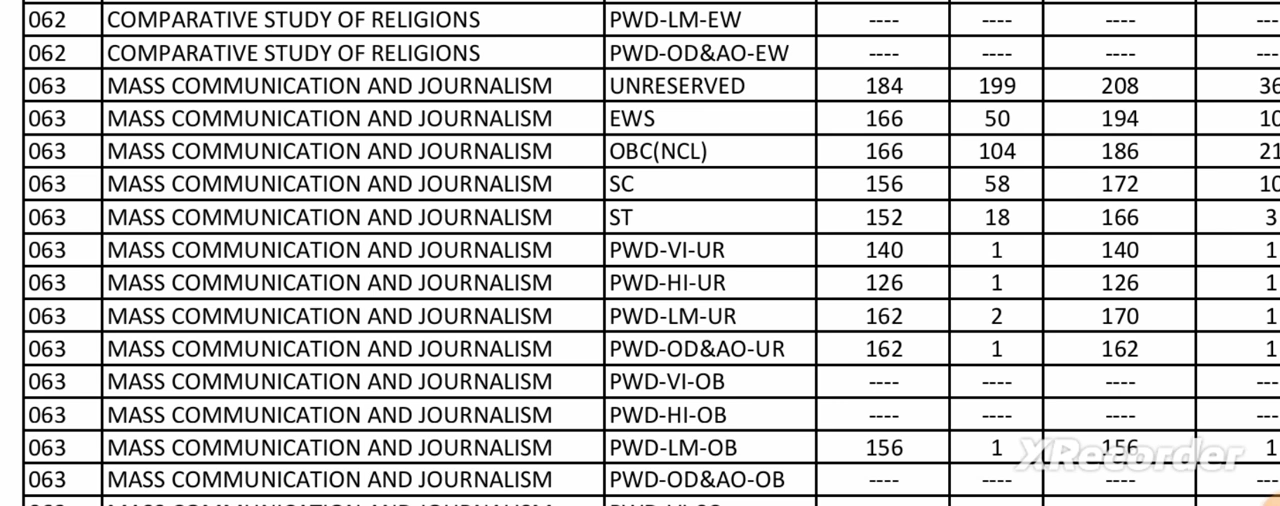 062 COMPARATIVE STUDY OF RELIGIONS PWD-LM-EW ---- ---- ---- ---
062 COMPARATIVE STUDY OF RELIGIONS PWD-OD&AO-EW ---- ---- ---- ---
063 MASS COMMUNICATION AND JOURNALISM UNRESERVED 184 199 208 36
063 MASS COMMUNICATION AND JOURNALISM EWS 166 50 194 10
063 MASS COMMUNICATION AND JOURNALISM OBC(NCL) 166 104 186 21
063 MASS COMMUNICATION AND JOURNALISM SC 156 58 172 10
063 MASS COMMUNICATION AND JOURNALISM ST 152 18 166 3
063 MASS COMMUNICATION AND JOURNALISM PWD-VI-UR 140 1 140 1
063 MASS COMMUNICATION AND JOURNALISM PWD-HI-UR 126 1 126 1
063 MASS COMMUNICATION AND JOURNALISM PWD-LM-UR 162 2 170 1
063 MASS COMMUNICATION AND JOURNALISM PWD-OD&AO-UR 162 1 162 1
063 MASS COMMUNICATION AND JOURNALISM PWD-VI-OB ---- ---- ---- ---
063 MASS COMMUNICATION AND JOURNALISM PWD-HI-OB ---- ---- ---- ---
063 MASS COMMUNICATION AND JOURNALISM PWD-LM-OB 156 1 156 1
XRecorder
063 MASS COMMUNICATION AND JOURNALISM PWD-OD&AO-OB ---- ---- ---- ---